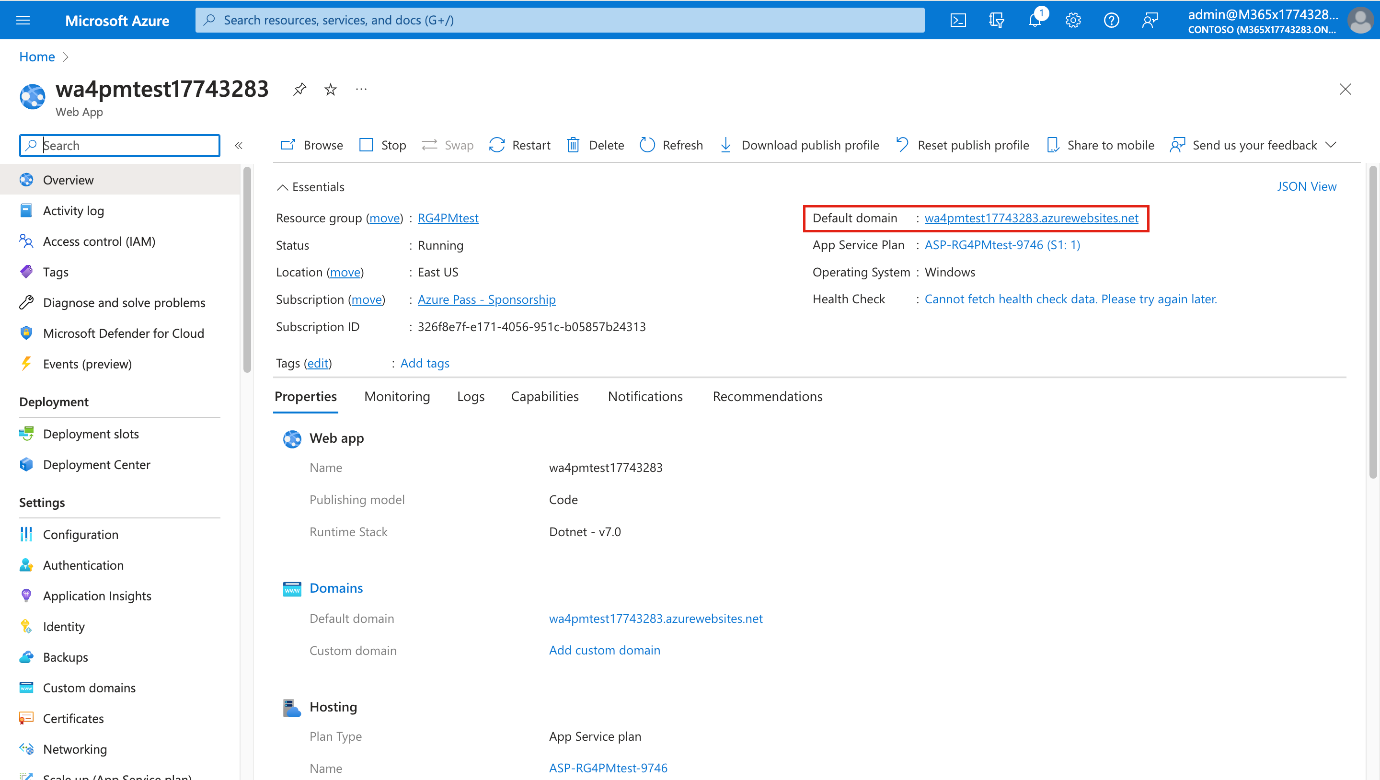 Microsoft Azure
Search resources, services, and docs (G+/)
1
admin@M365x1774328...
CONTOSO (M365X17743283.ON...
Home
wa4pmtest17743283
Web App
Search
«
Browse
Stop
Swap
Restart
Delete
Refresh
Download publish profile
Reset publish profile
Share to mobile
Send us your feedback
Overview
Activity log
Access control (IAM)
Tags
Diagnose and solve problems
Microsoft Defender for Cloud
Events (preview)
Deployment
Deployment slots
Deployment Center
Settings
Configuration
Authentication
Application Insights
Identity
Backups
Custom domains
Certificates
Networking
Scale up (App Service plan)
Essentials
JSON View
Resource group (move) : RG4PMtest
Status : Running
Location (move) : East US
Subscription (move) : Azure Pass - Sponsorship
Subscription ID : 326f8e7f-e171-4056-951c-b05857b24313
Default domain : wa4pmtest17743283.azurewebsites.net
App Service Plan : ASP-RG4PMtest-9746 (S1: 1)
Operating System : Windows
Health Check : Cannot fetch health check data. Please try again later.
Tags (edit) : Add tags
Properties
Monitoring
Logs
Capabilities
Notifications
Recommendations
Web app
Name wa4pmtest17743283
Publishing model Code
Runtime Stack Dotnet - v7.0
Domains
Default domain wa4pmtest17743283.azurewebsites.net
Custom domain Add custom domain
Hosting
Plan Type App Service plan
Name ASP-RG4PMtest-9746